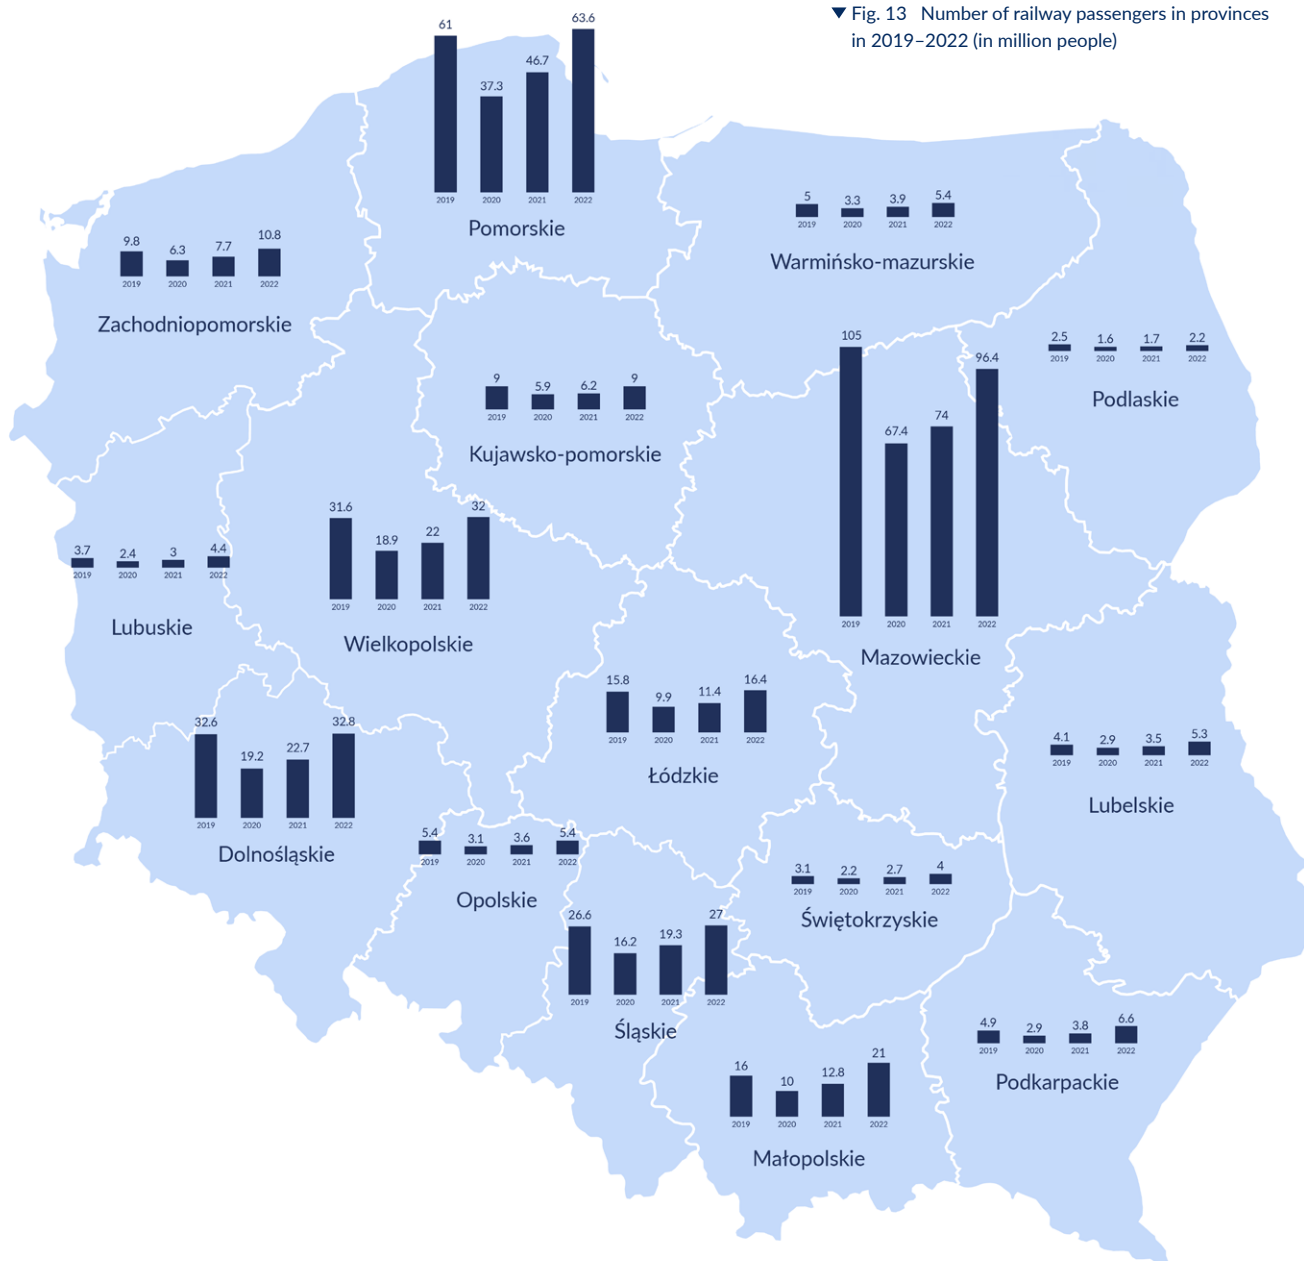 ▼ Fig. 13 Number of railway passengers in provinces
in 2019–2022 (in million people)
61 37.3 46.7 63.6
2019 2020 2021 2022
Pomorskie
5 3.3 3.9 5.4
2019 2020 2021 2022
Warmińsko-mazurskie
9.8 6.3 7.7 10.8
2019 2020 2021 2022
Zachodniopomorskie
2.5 1.6 1.7 2.2
2019 2020 2021 2022
Podlaskie
9 5.9 6.2 9
2019 2020 2021 2022
Kujawsko-pomorskie
105 67.4 74 96.4
2019 2020 2021 2022
Mazowieckie
3.7 2.4 3 4.4
2019 2020 2021 2022
Lubuskie
31.6 18.9 22 32
2019 2020 2021 2022
Wielkopolskie
15.8 9.9 11.4 16.4
2019 2020 2021 2022
Łódzkie
4.1 2.9 3.5 5.3
2019 2020 2021 2022
Lubelskie
32.6 19.2 22.7 32.8
2019 2020 2021 2022
Dolnośląskie
5.4 3.1 3.6 5.4
2019 2020 2021 2022
Opolskie
3.1 2.2 2.7 4
2019 2020 2021 2022
Świętokrzyskie
26.6 16.2 19.3 27
2019 2020 2021 2022
Śląskie
4.9 2.9 3.8 6.6
2019 2020 2021 2022
Podkarpackie
16 10 12.8 21
2019 2020 2021 2022
Małopolskie